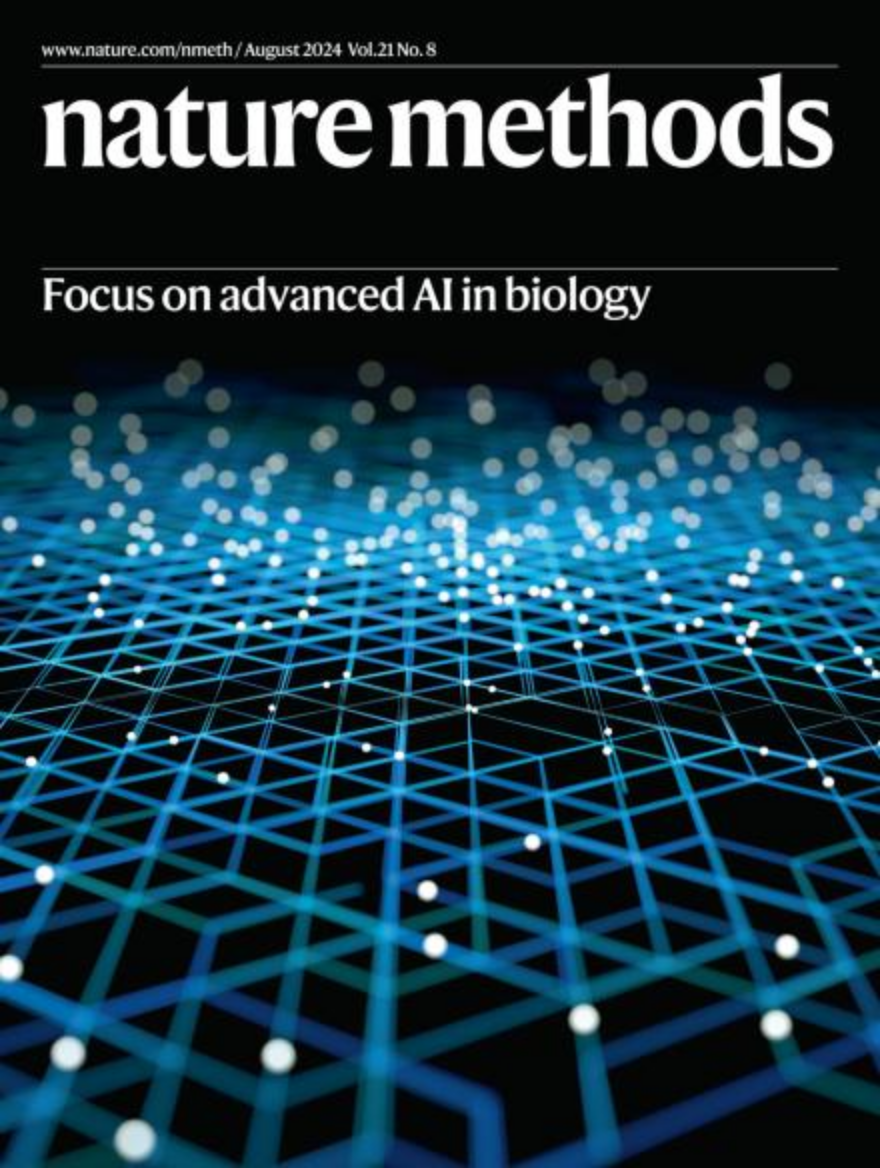 www.nature.com/nmeth / August 2024 Vol.21 No. 8
nature methods
Focus on advanced AI in biology